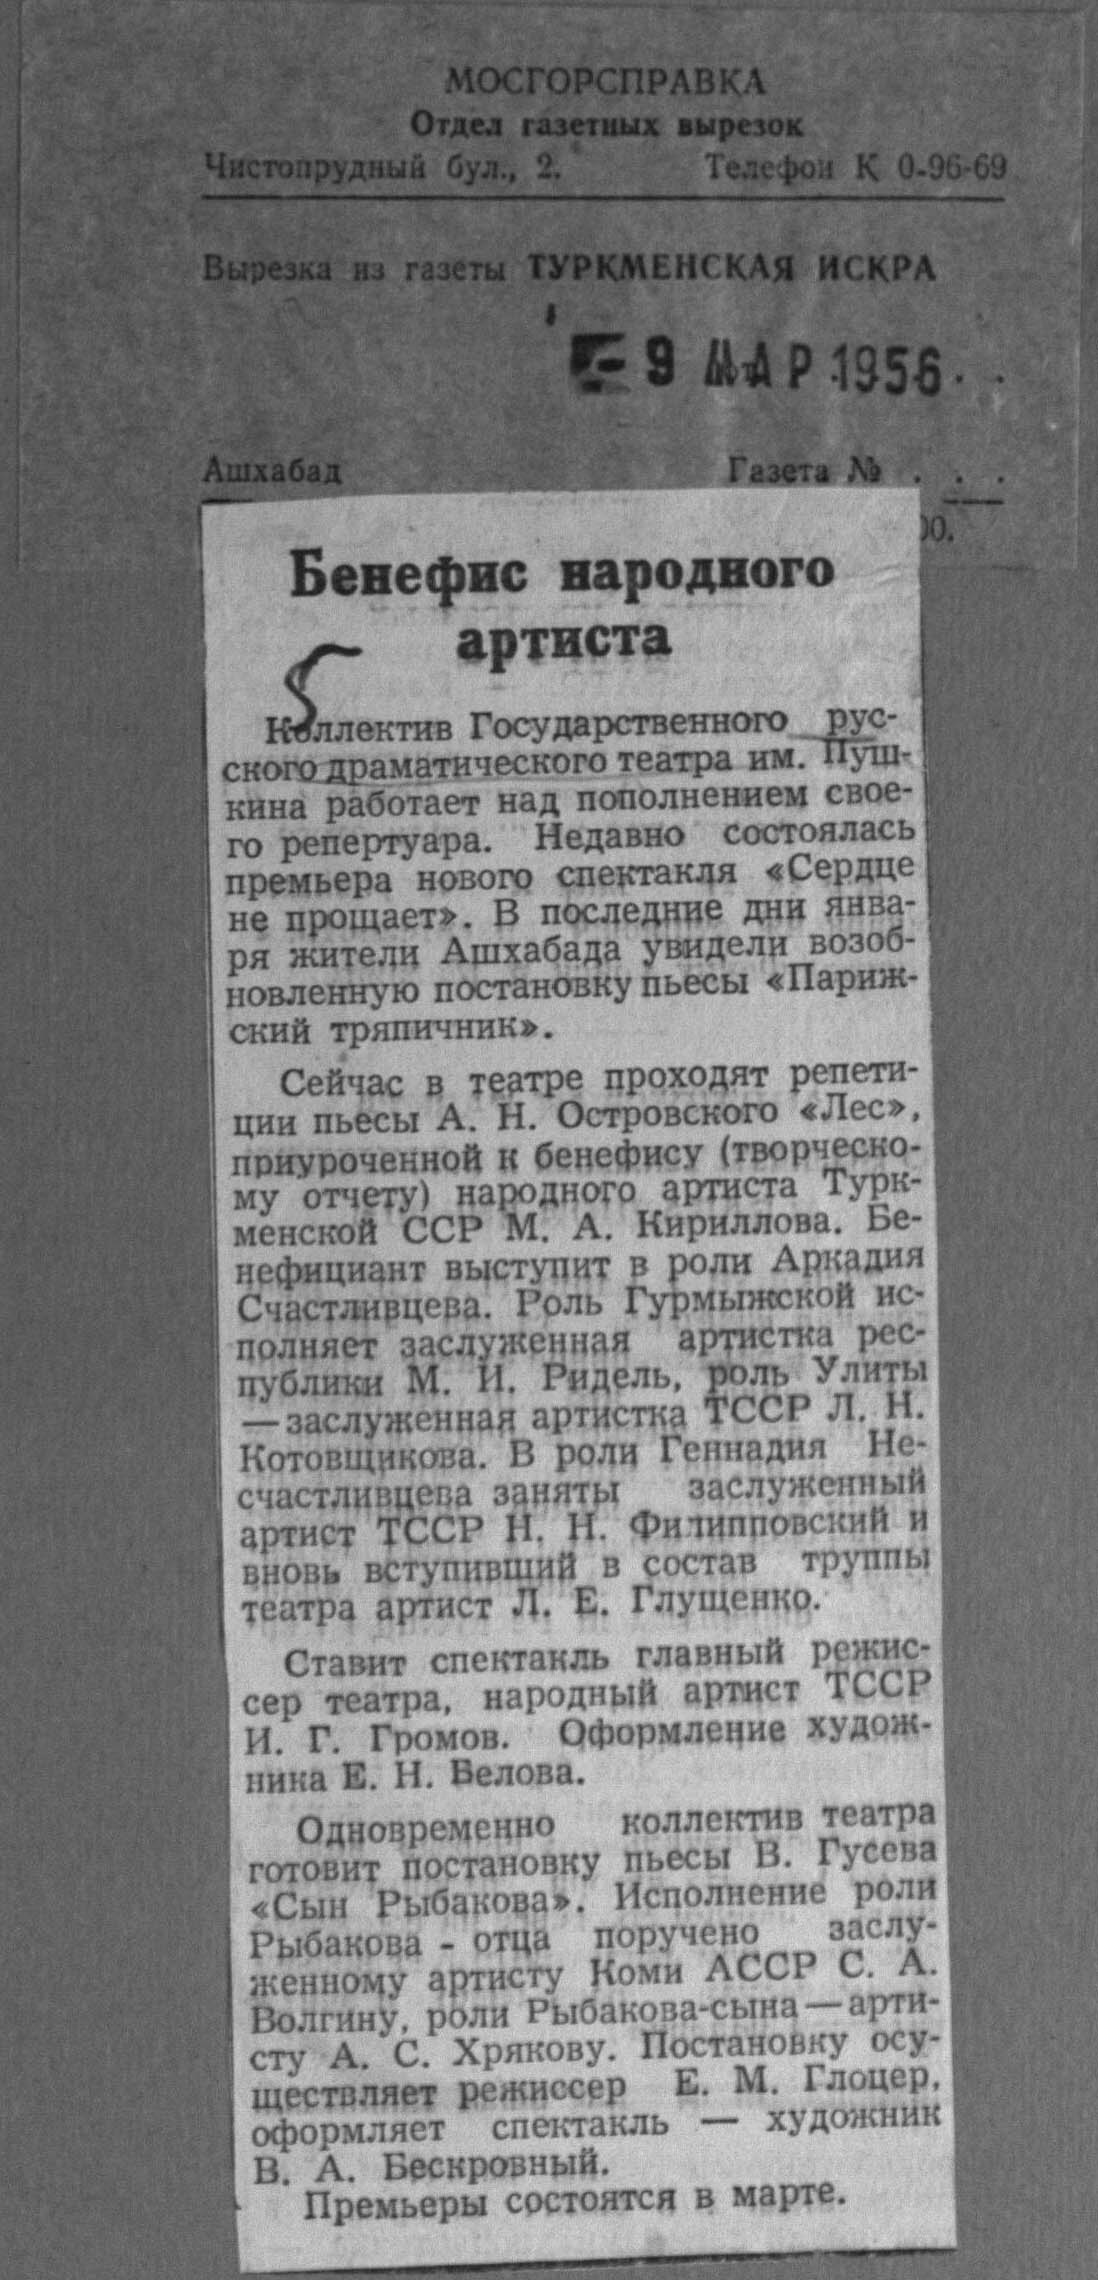 МОСГОРСПРАВКА
Отдел газетных вырезок
Чистопрудный бул., 2. Телефон К 0-96-69
Вырезка из газеты ТУРКМЕНСКАЯ ИСКРА
- 9 МАР 1956 . .
Ашхабад Газета № . . .
00.
Бенефис народного
артиста
Коллектив Государственного рус-
ского драматического театра им. Пуш-
кина работает над пополнением свое-
го репертуара. Недавно состоялась
премьера нового спектакля «Сердце
не прощает». В последние дни янва-
ря жители Ашхабада увидели возоб-
новленную постановку пьесы «Париж-
ский тряпичник».
Сейчас в театре проходят репети-
ции пьесы А. Н. Островского «Лес»,
приуроченной к бенефису (творческо-
му отчету) народного артиста Турк-
менской ССР М. А. Кириллова. Бе-
нефициант выступит в роли Аркадия
Счастливцева. Роль Гурмыжской ис-
полняет заслуженная артистка рес-
публики М. И. Ридель, роль Улиты
— заслуженная артистка ТССР Л. Н.
Котовщикова. В роли Геннадия Не-
счастливцева заняты заслуженный
артист ТССР Н. Н. Филипповский и
вновь вступивший в состав труппы
театра артист Л. Е. Глущенко.
Ставит спектакль главный режис-
сер театра, народный артист ТССР
И. Г. Громов. Оформление худож-
ника Е. Н. Белова.
Одновременно коллектив театра
готовит постановку пьесы В. Гусева
«Сын Рыбакова». Исполнение роли
Рыбакова - отца поручено заслу-
женному артисту Коми АССР С. А.
Волгину, роли Рыбакова-сына — арти-
сту А. С. Хрякову. Постановку осу-
ществляет режиссер Е. М. Глоцер,
оформляет спектакль — художник
В. А. Бескровный.
Премьеры состоятся в марте.